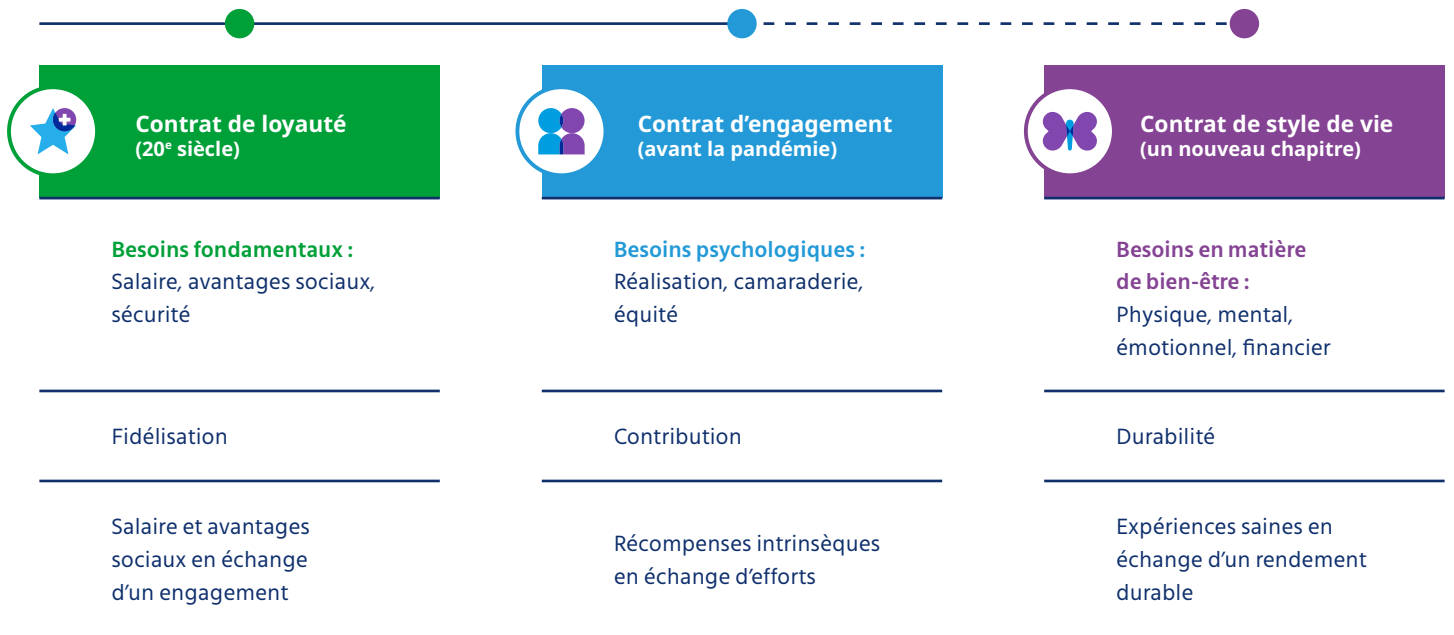 Contrat de loyauté
(20e siècle)
Besoins fondamentaux :
Salaire, avantages sociaux,
sécurité
Fidélisation
Salaire et avantages
sociaux en échange
d’un engagement
Contrat d’engagement
(avant la pandémie)
Besoins psychologiques :
Réalisation, camaraderie,
équité
Contribution
Récompenses intrinsèques
en échange d’efforts
Contrat de style de vie
(un nouveau chapitre)
Besoins en matière
de bien-être :
Physique, mental,
émotionnel, financier
Durabilité
Expériences saines en
échange d’un rendement
durable